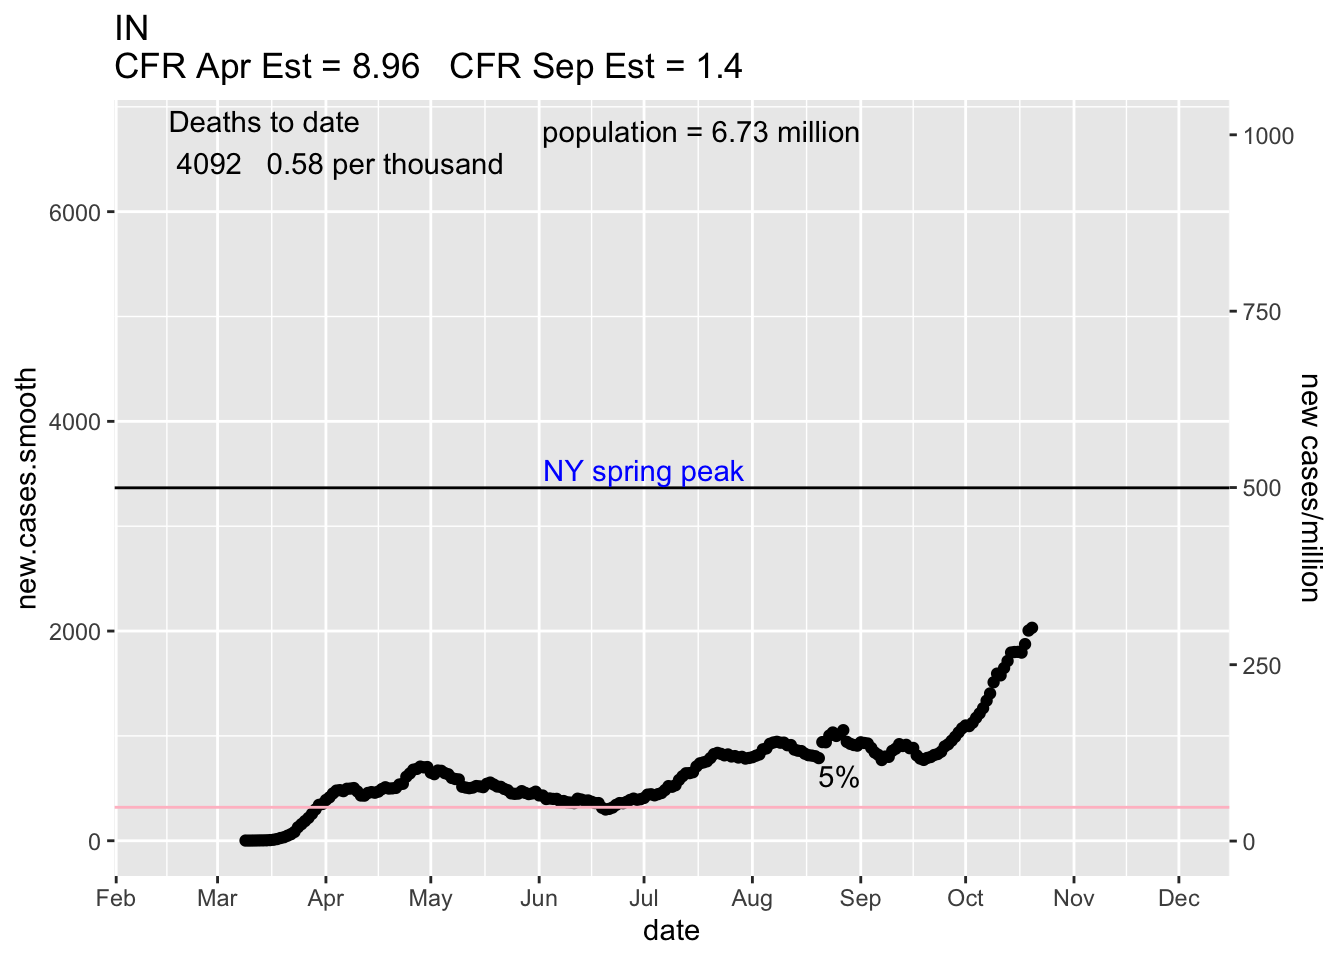 IN
CFR Apr Est = 8.96   CFR Sep Est = 1.4
Deaths to date
4092   0.58 per thousand
population = 6.73 million
NY spring peak
5%
new.cases.smooth
6000
4000
2000
0
1000
750
500
250
0
new cases/million
Feb Mar Apr May Jun Jul Aug Sep Oct Nov Dec
date